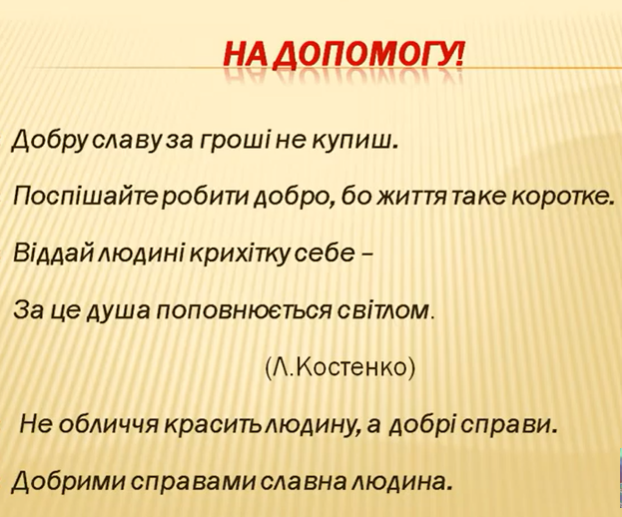 НА ДОПОМОГУ!
Добру славу за гроші не купиш.
Поспішайте робити добро, бо життя таке коротке.
Віддай людині крихітку себе –
За це душа поповнюється світлом.
(Л.Костенко)
Не обличчя красить людину, а добрі справи.
Добрими справами славна людина.